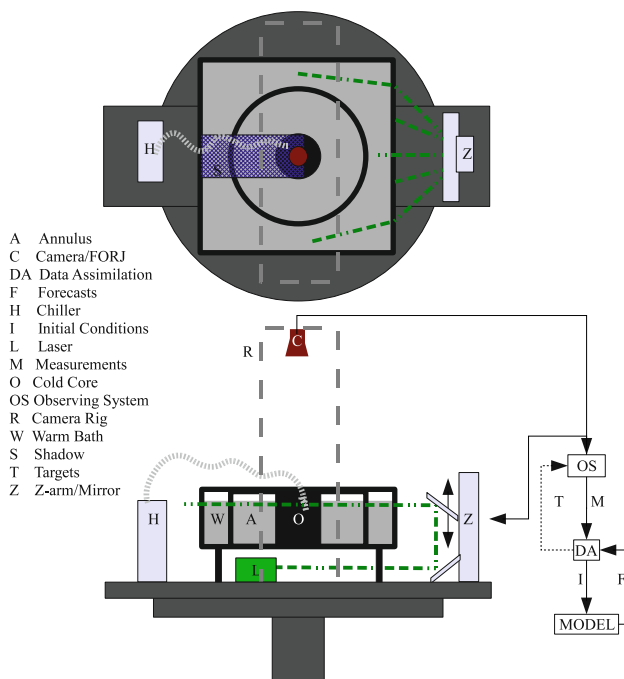 H
S
Z
A Annulus
C Camera/FORJ
DA Data Assimilation
F Forecasts
H Chiller
I Initial Conditions
L Laser
M Measurements
O Cold Core
OS Observing System
R Camera Rig
W Warm Bath
S Shadow
T Targets
Z Z-arm/Mirror
R
C
OS
T M
H
W
A
O
Z
DA
L
I
F
MODEL